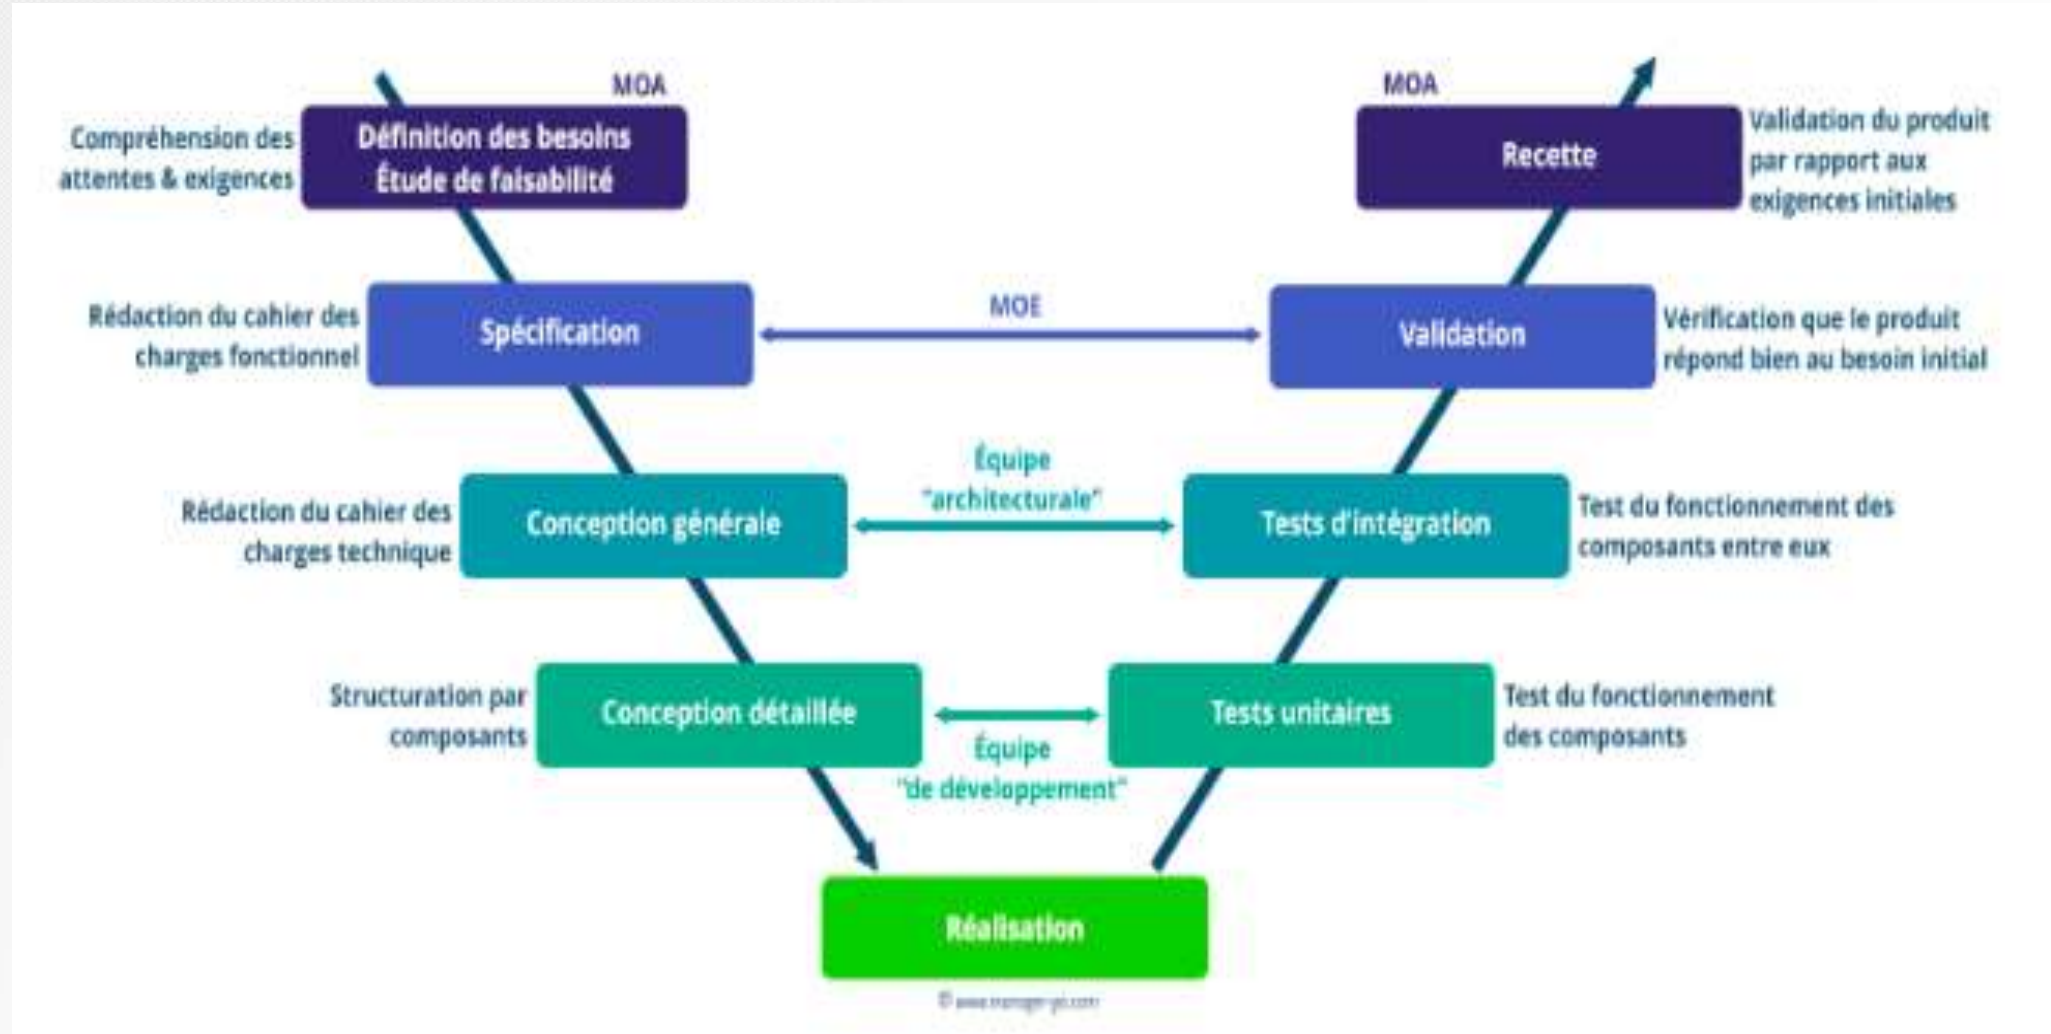 MOA
MOA
Compréhension des
attentes & exigences
Définition des besoins
Étude de faisabilité
Recette
Validation du produit
par rapport aux
exigences initiales
Rédaction du cahier des
charges fonctionnel
Spécification
MOE
Validation
Vérification que le produit
répond bien au besoin initial
Rédaction du cahier des
charges technique
Conception générale
Équipe
"architecturale"
Tests d'intégration
Test du fonctionnement des
composants entre eux
Structuration par
composants
Conception détaillée
Équipe
"de développement"
Tests unitaires
Test du fonctionnement
des composants
Réalisation